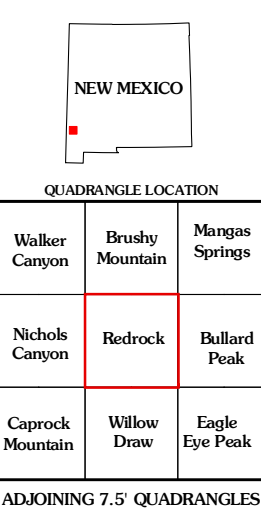 NEW MEXICO
QUADRANGLE LOCATION
Walker
Canyon
Brushy
Mountain
Mangas
Springs
Nichols
Canyon
Redrock
Bullard
Peak
Caprock
Mountain
Willow
Draw
Eagle
Eye Peak
ADJOINING 7.5' QUADRANGLES